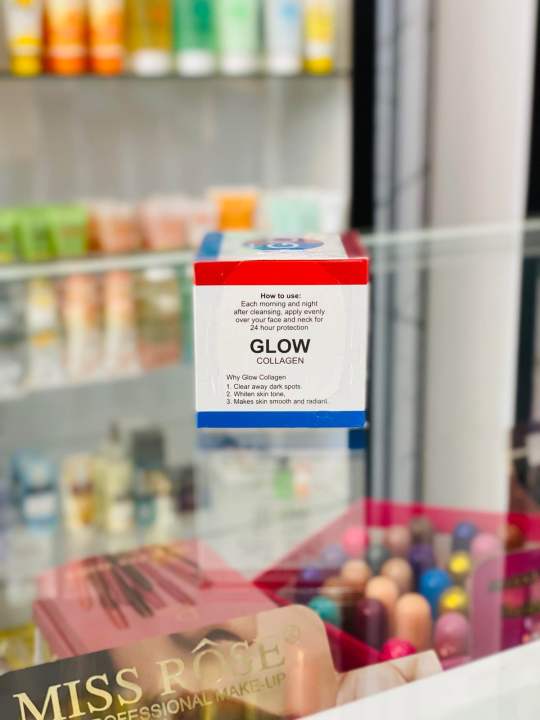 How to use:
Each morning and night
after cleansing, apply evenly
over your face and neck for
24 hour protection
GLOW
COLLAGEN
Why Glow Collagen
1. Clear away dark spots.
2. Whiten skin tone,
3. Makes skin smooth and radiant.
MISS RÔSE®
PROFESSIONAL MAKE-UP